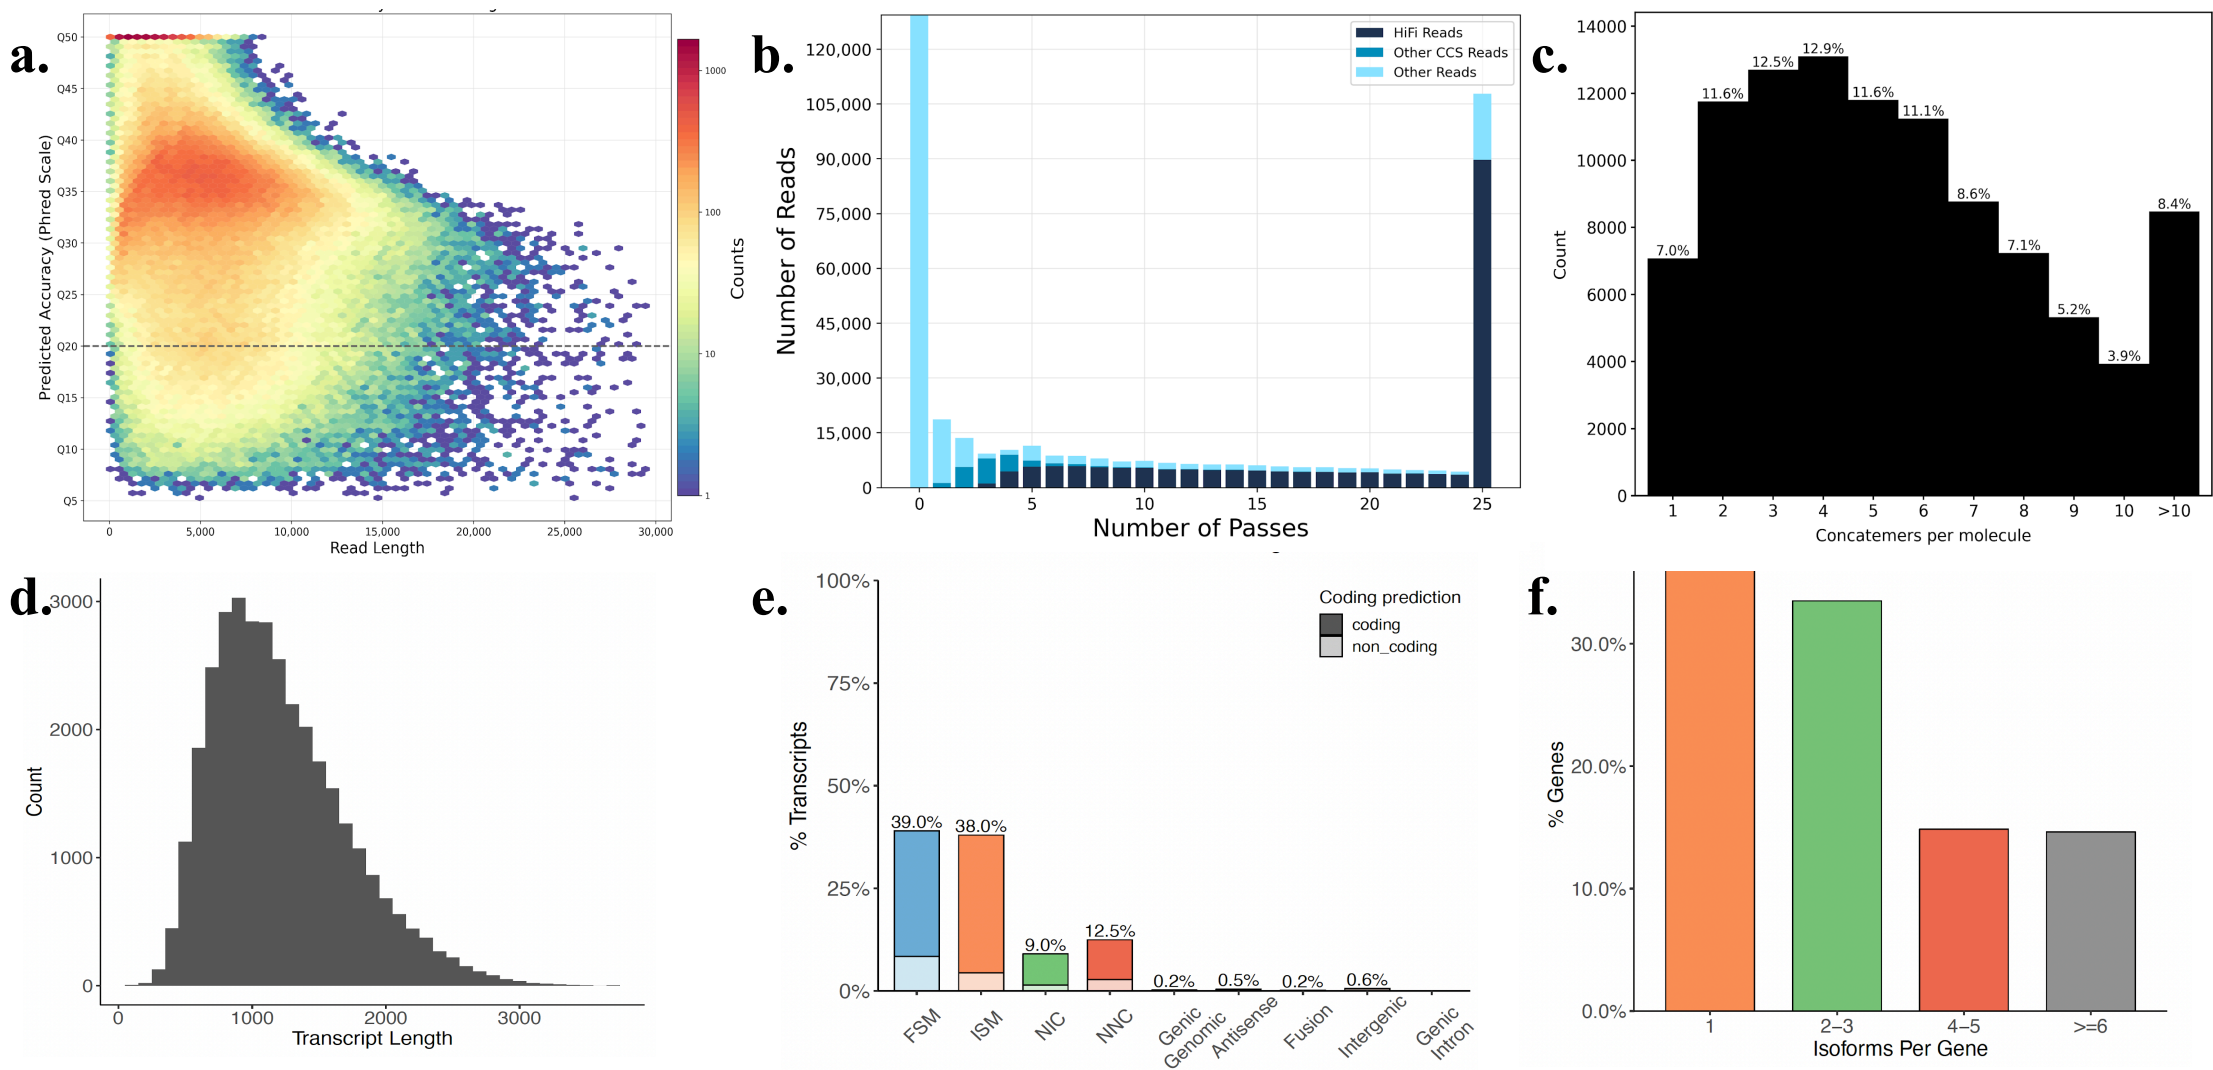 a.
Q50
Q45
Q40
Q35
Q30
Q25
Q20
Q15
Q10
Q5
Predicted Accuracy (Phred Scale)
0 5,000 10,000 15,000 20,000 25,000 30,000
Read Length
1000
100
10
1
Counts
b.
120,000
105,000
90,000
75,000
60,000
45,000
30,000
15,000
0
Number of Reads
HiFi Reads
Other CCS Reads
Other Reads
0 5 10 15 20 25
Number of Passes
c.
14000
12000
10000
8000
6000
4000
2000
0
Count
7.0% 11.6% 12.5% 12.9% 11.6% 11.1% 8.6% 7.1% 5.2% 3.9% 8.4%
1 2 3 4 5 6 7 8 9 10 >10
Concatemers per molecule
d.
3000
2000
1000
0
Count
0 1000 2000 3000
Transcript Length
e.
100%
75%
50%
25%
0%
% Transcripts
Coding prediction
coding
non_coding
39.0% 38.0% 9.0% 12.5% 0.2% 0.5% 0.2% 0.6%
FSM
ISM
NIC
NNC
Genic
Genomic
Antisense
Fusion
Intergenic
Genic
Intron
f.
30.0%
20.0%
10.0%
0.0%
% Genes
1 2–3 4–5 >=6
Isoforms Per Gene